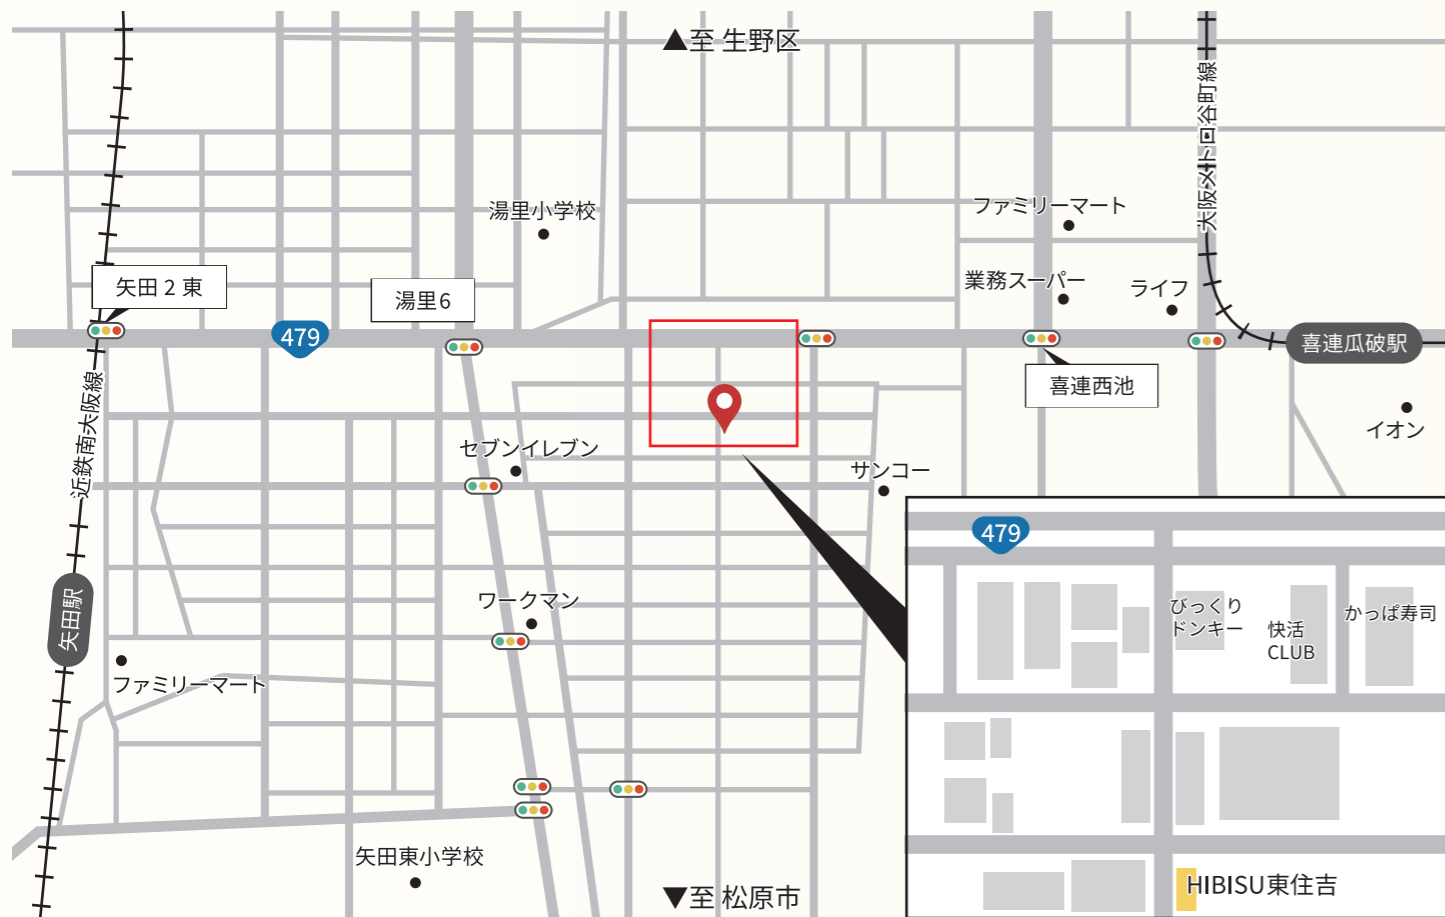 ▲至 生野区
大阪メトロ谷町線
湯里小学校
ファミリーマート
矢田2東
湯里6
業務スーパー
ライフ
479
喜連瓜破駅
喜連西池
近鉄南大阪線
イオン
セブンイレブン
サンコー
479
矢田駅
ワークマン
びっくり
ドンキー
快活
CLUB
かっぱ寿司
ファミリーマート
矢田東小学校
▼至 松原市
HIBISU東住吉